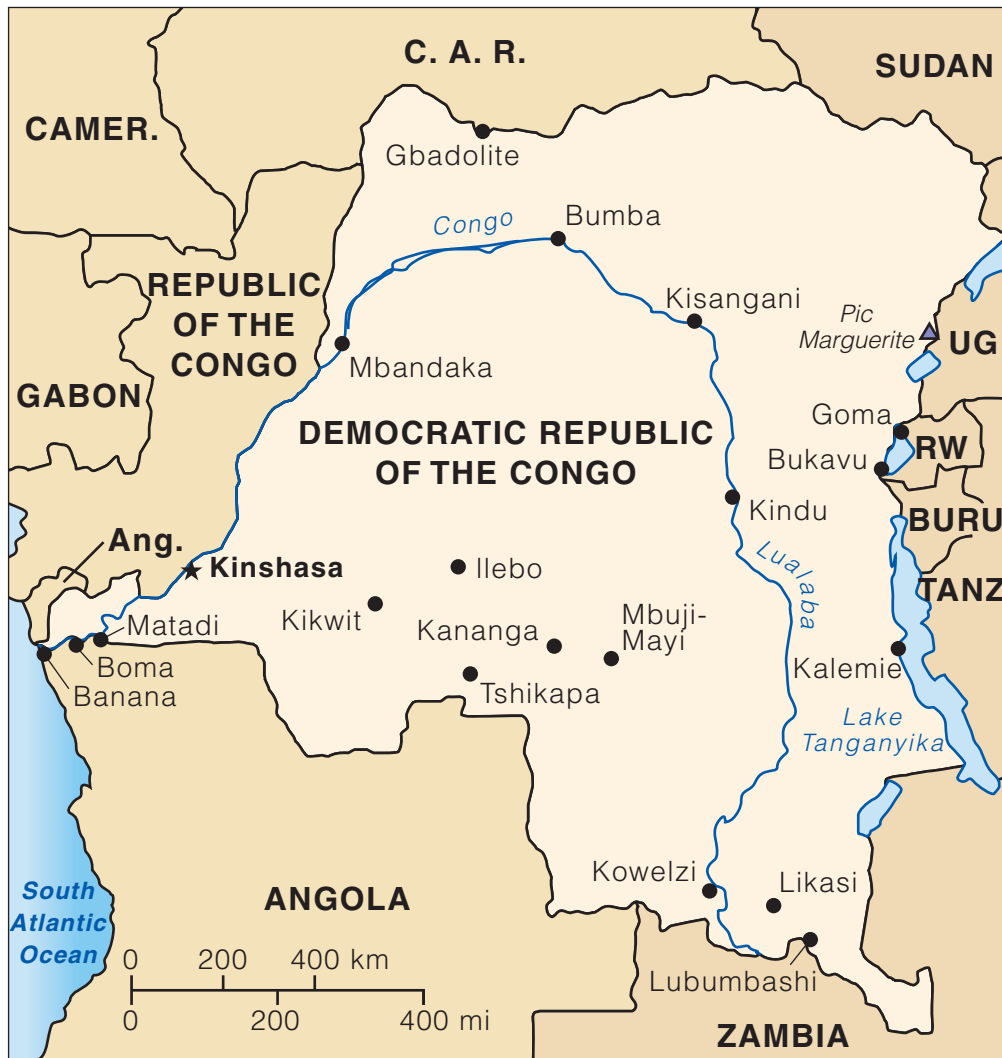 C. A. R.
SUDAN
CAMER.
Gbadolite
Congo
Bumba
REPUBLIC
OF THE
CONGO
Kisangani
Pic
Marguerite
UG
GABON
Mbandaka
Goma
DEMOCRATIC REPUBLIC
OF THE CONGO
RW
Bukavu
Kindu
BURU
Ang.
Lualaba
Kinshasa
Ilebo
TANZ
Kikwit
Mbuji-
Mayi
Kananga
Matadi
Kalemie
Boma
Banana
Tshikapa
Lake
Tanganyika
Kowelzi
Likasi
South
Atlantic
Ocean
ANGOLA
0 200 400 km
0 200 400 mi
Lubumbashi
ZAMBIA